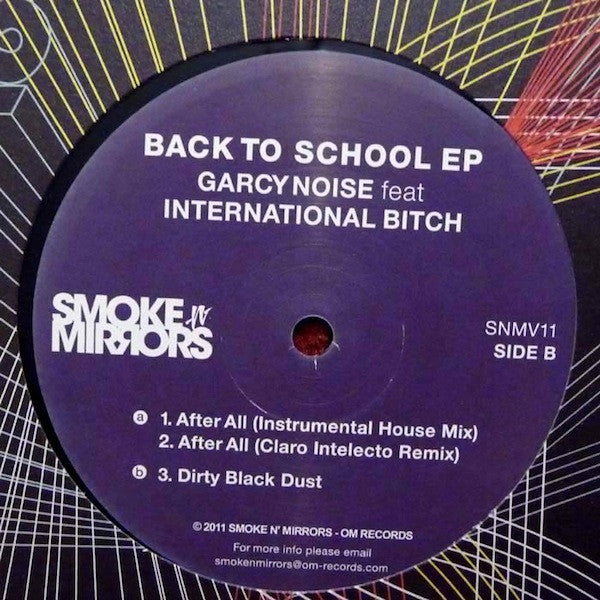 BACK TO SCHOOL EP
GARCYNOISE feat
INTERNATIONAL BITCH
SMOKE N'
MIRRORS
SNMV11
SIDE B
a 1. After All (Instrumental House Mix)
2. After All (Claro Intelecto Remix)
b 3. Dirty Black Dust
© 2011 SMOKE N' MIRRORS - OM RECORDS
For more info please email
smokenmirrors@om-records.com